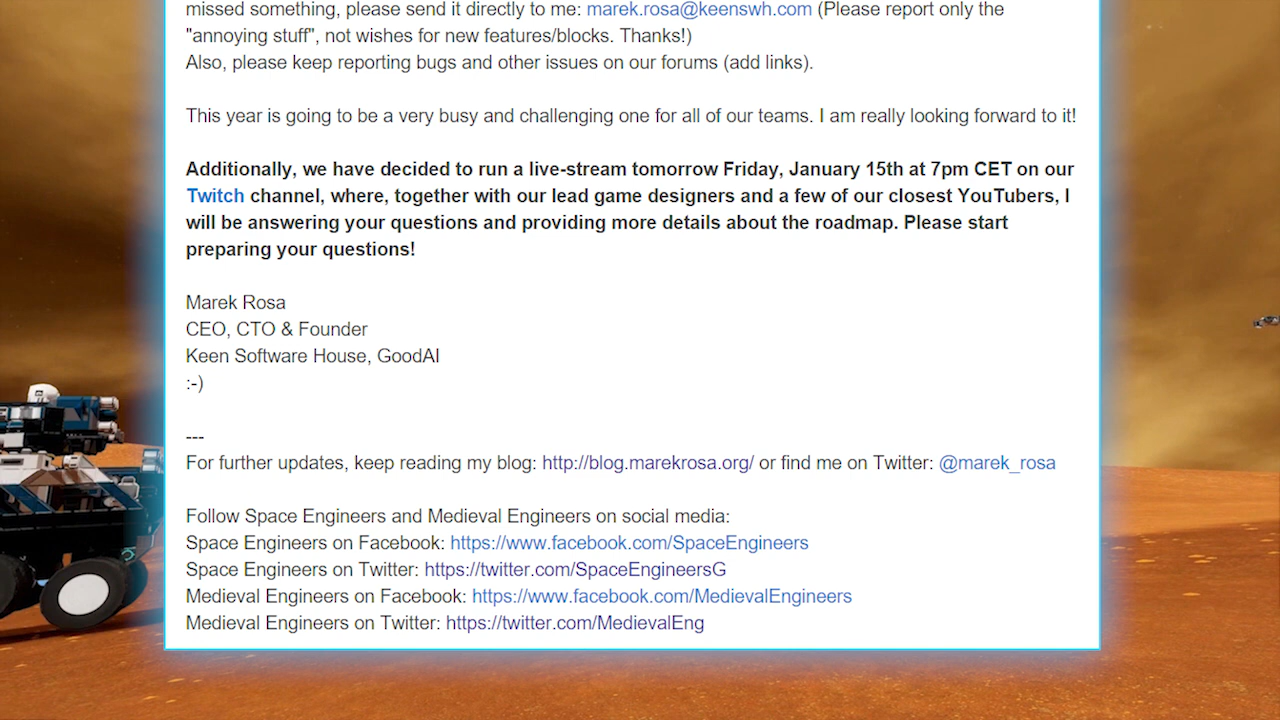 missed something, please send it directly to me: marek.rosa@keenswh.com (Please report only the
"annoying stuff", not wishes for new features/blocks. Thanks!)
Also, please keep reporting bugs and other issues on our forums (add links).
This year is going to be a very busy and challenging one for all of our teams. I am really looking forward to it!
Additionally, we have decided to run a live-stream tomorrow Friday, January 15th at 7pm CET on our
Twitch channel, where, together with our lead game designers and a few of our closest YouTubers, I
will be answering your questions and providing more details about the roadmap. Please start
preparing your questions!
Marek Rosa
CEO, CTO & Founder
Keen Software House, GoodAI
:-)
---
For further updates, keep reading my blog: http://blog.marekrosa.org/ or find me on Twitter: @marek_rosa
Follow Space Engineers and Medieval Engineers on social media:
Space Engineers on Facebook: https://www.facebook.com/SpaceEngineers
Space Engineers on Twitter: https://twitter.com/SpaceEngineersG
Medieval Engineers on Facebook: https://www.facebook.com/MedievalEngineers
Medieval Engineers on Twitter: https://twitter.com/MedievalEng